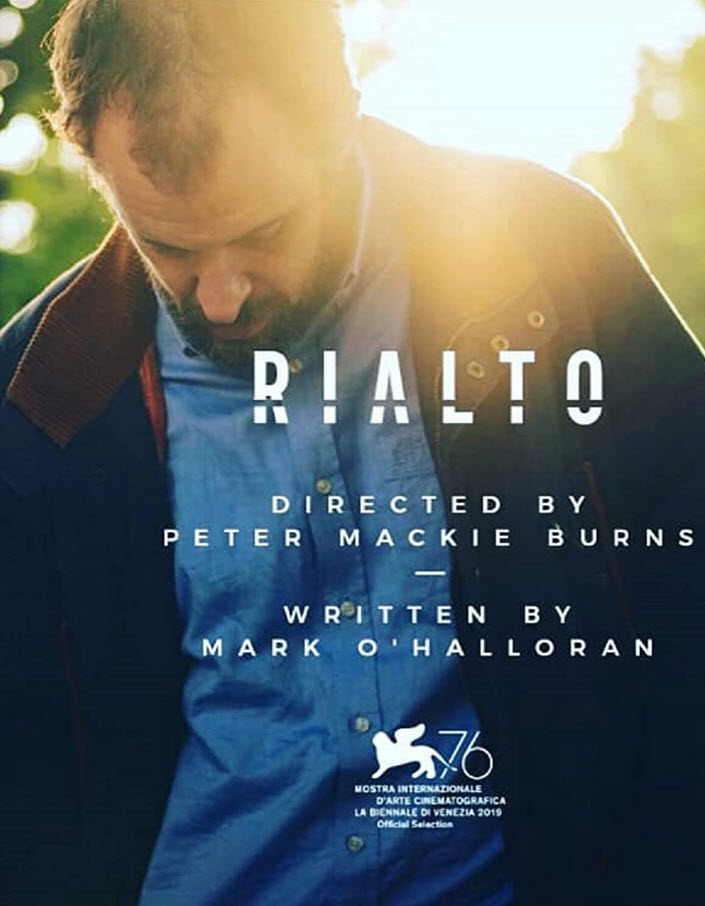 RIALTO
DIRECTED BY
PETER MACKIE BURNS
WRITTEN BY
MARK O'HALLORAN
76
MOSTRA INTERNAZIONALE
D'ARTE CINEMATOGRAFICA
LA BIENNALE DI VENEZIA 2019
Official Selection